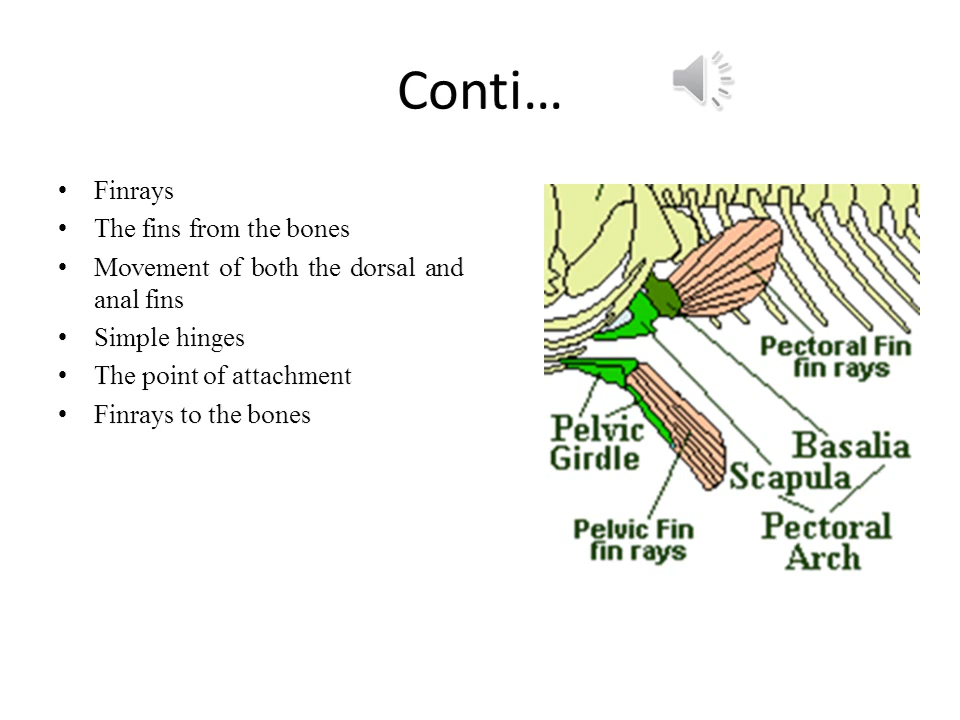 Conti…
• Finrays
• The fins from the bones
• Movement of both the dorsal and
anal fins
• Simple hinges
• The point of attachment
• Finrays to the bones
Pectoral Fin
fin rays
Pelvic
Girdle
Basalia
Scapula
Pelvic Fin
fin rays
Pectoral
Arch